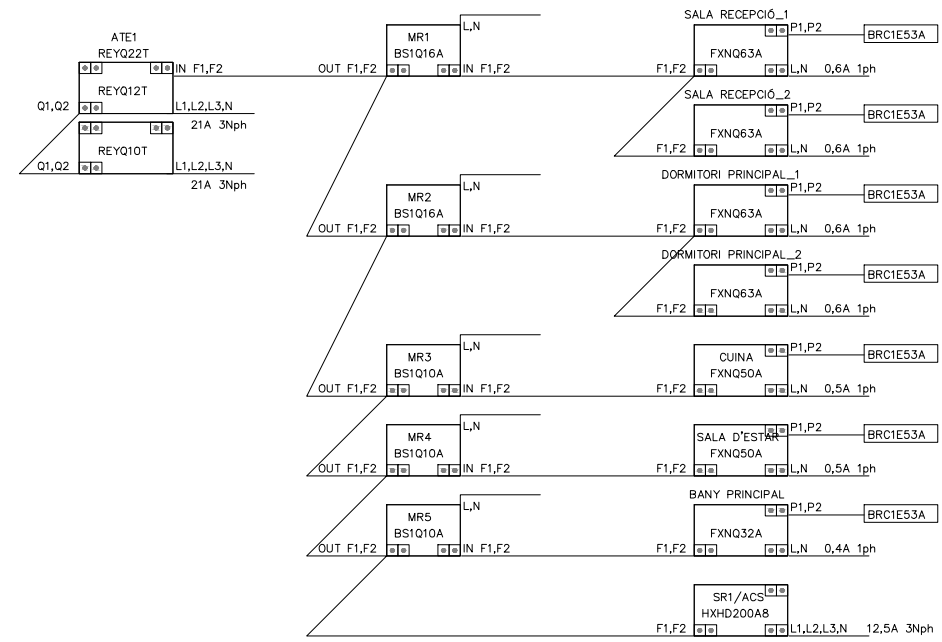 ATE1
REYQ22T
IN F1,F2
REYQ12T
Q1,Q2
L1,L2,L3,N
21A 3Nph
REYQ10T
Q1,Q2
L1,L2,L3,N
21A 3Nph
L,N
MR1
BS1Q16A
OUT F1,F2
IN F1,F2
SALA RECEPCIÓ_1
P1,P2
BRC1E53A
FXNQ63A
F1,F2
L,N 0,6A 1ph
SALA RECEPCIÓ_2
P1,P2
BRC1E53A
FXNQ63A
F1,F2
L,N 0,6A 1ph
L,N
MR2
BS1Q16A
OUT F1,F2
IN F1,F2
DORMITORI PRINCIPAL_1
P1,P2
BRC1E53A
FXNQ63A
F1,F2
L,N 0,6A 1ph
DORMITORI PRINCIPAL_2
P1,P2
BRC1E53A
FXNQ63A
F1,F2
L,N 0,6A 1ph
L,N
MR3
BS1Q10A
OUT F1,F2
IN F1,F2
P1,P2
BRC1E53A
CUINA
FXNQ50A
F1,F2
L,N 0,5A 1ph
L,N
MR4
BS1Q10A
OUT F1,F2
IN F1,F2
P1,P2
BRC1E53A
SALA D'ESTAR
FXNQ50A
F1,F2
L,N 0,5A 1ph
L,N
MR5
BS1Q10A
OUT F1,F2
IN F1,F2
BANY PRINCIPAL
P1,P2
BRC1E53A
FXNQ32A
F1,F2
L,N 0,4A 1ph
SR1/ACS
HXHD200A8
F1,F2
L1,L2,L3,N 12,5A 3Nph